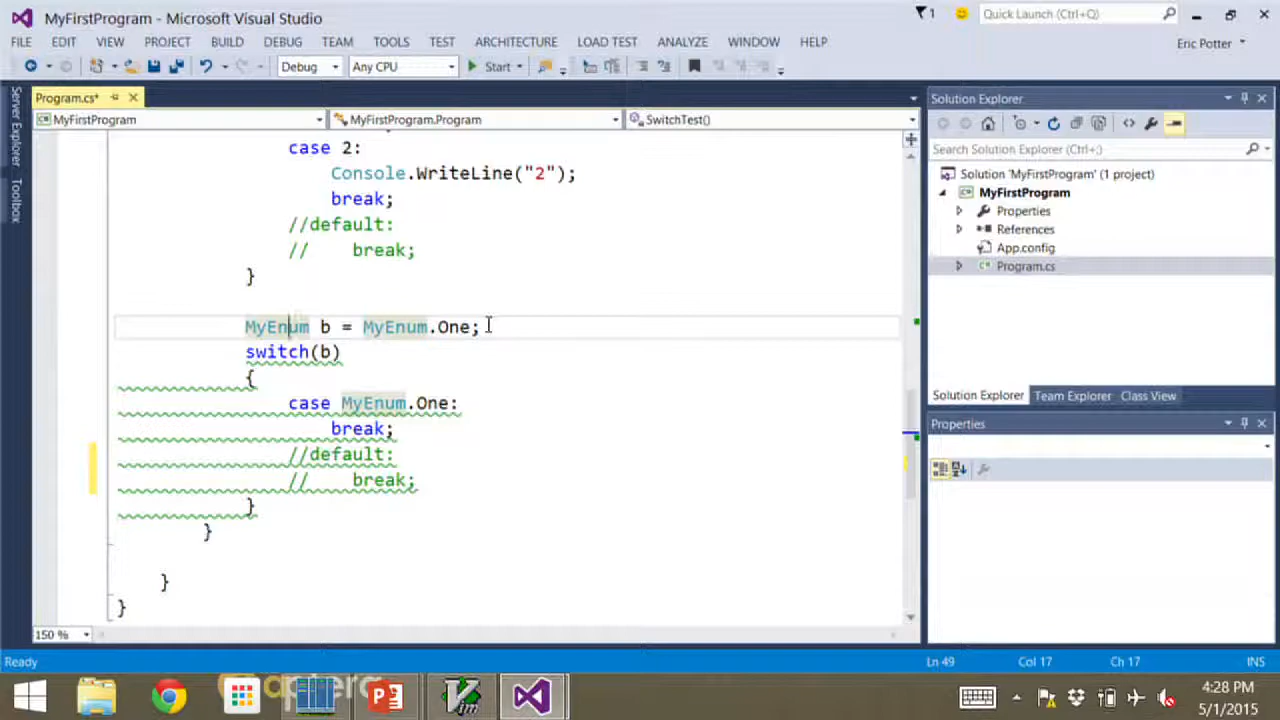 MyFirstProgram - Microsoft Visual Studio
1
Quick Launch (Ctrl+Q)
FILE EDIT VIEW PROJECT BUILD DEBUG TEAM TOOLS TEST ARCHITECTURE LOAD TEST ANALYZE WINDOW HELP
Eric Potter
Debug Any CPU Start
Server Explorer
Toolbox
Program.cs*
MyFirstProgram MyFirstProgram.Program SwitchTest()
case 2:
Console.WriteLine("2");
break;
//default:
// break;
}
MyEnum b = MyEnum.One;
switch(b)
{
case MyEnum.One:
break;
//default:
// break;
}
}
}
}
150 %
Solution Explorer
Search Solution Explorer (Ctrl+;)
Solution 'MyFirstProgram' (1 project)
MyFirstProgram
Properties
References
App.config
Program.cs
Solution Explorer Team Explorer Class View
Properties
Ready
Ln 49 Col 17 Ch 17 INS
4:28 PM
5/1/2015